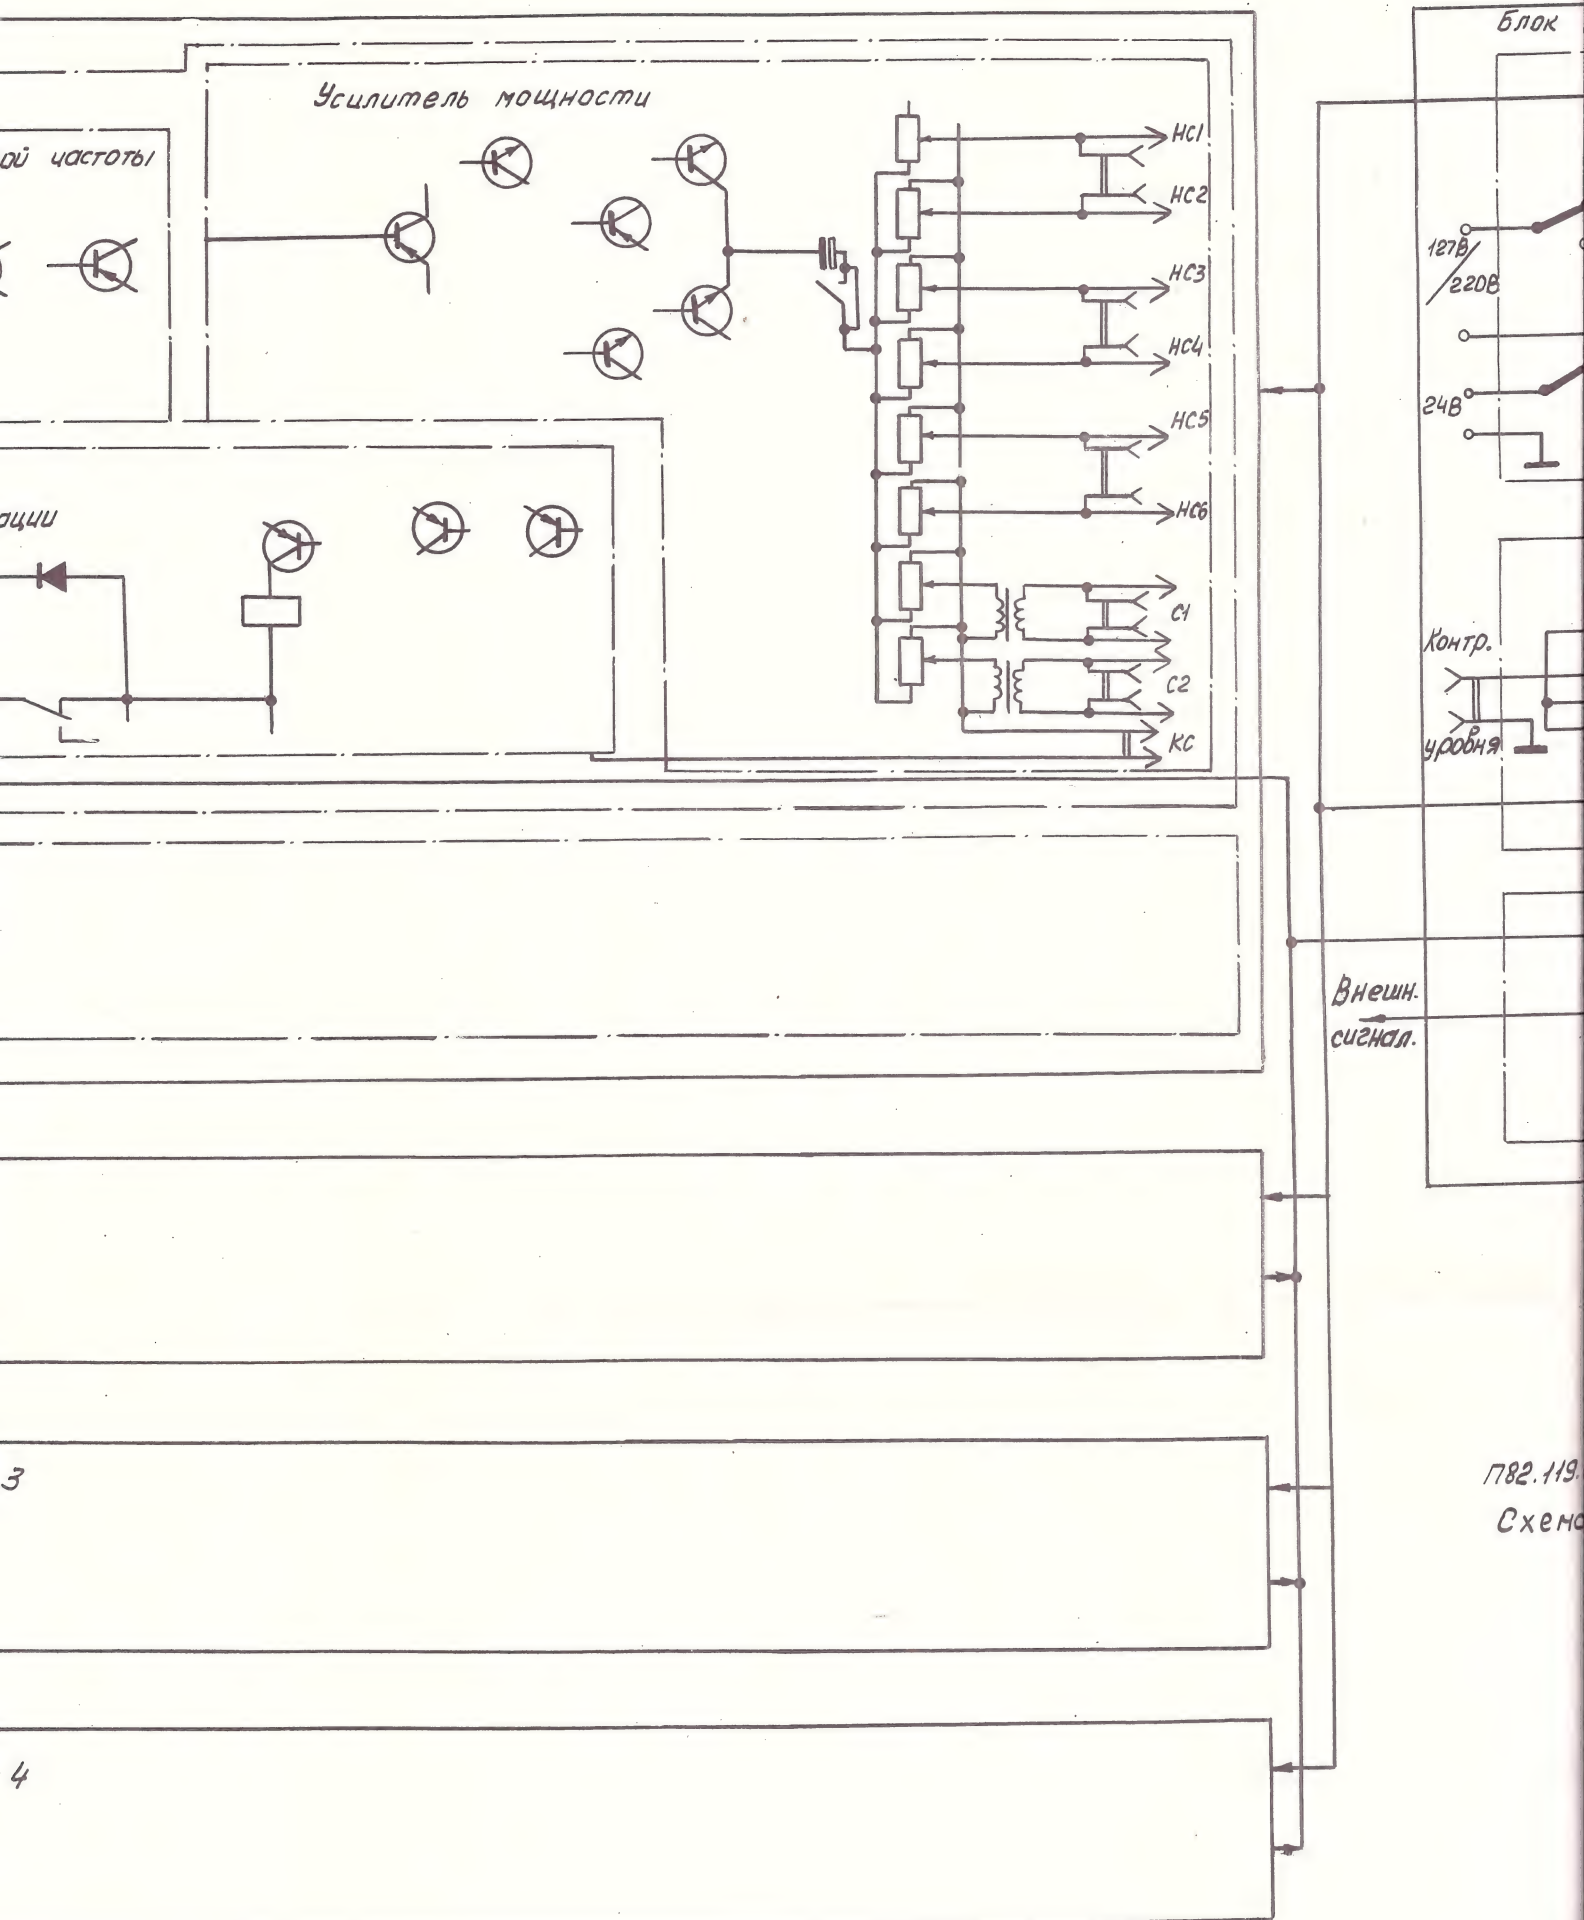 Блок
Усилитель мощности
ой частоты
НС1
НС2
НС3
НС4
НС5
НС6
С1
С2
КС
127В/
220В
24В
ации
Контр.
уровня
Внешн.
сигнал.
3
П82.119.
Схема
4